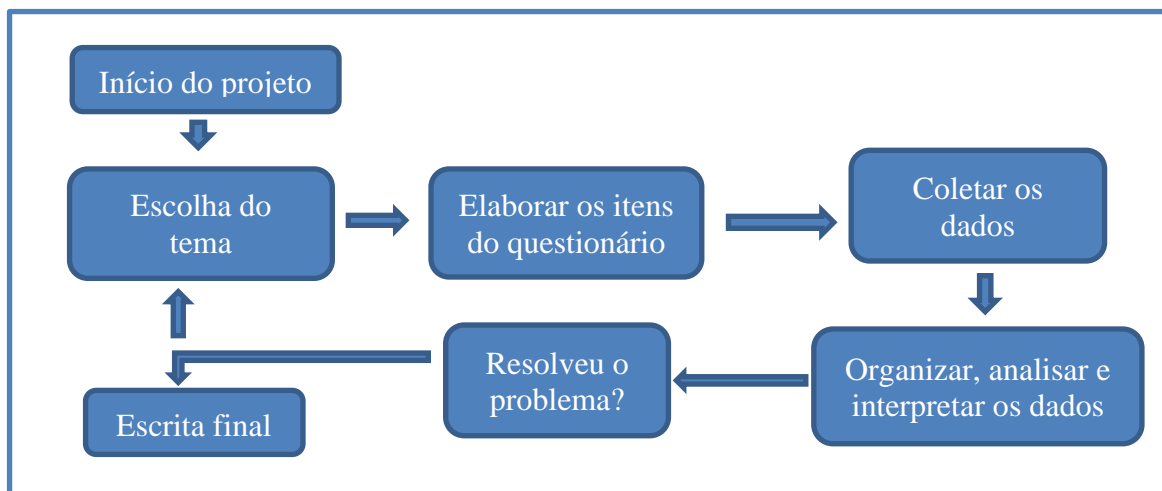 Início do projeto
Escolha do
tema
Elaborar os itens
do questionário
Coletar os
dados
Organizar, analisar e
interpretar os dados
Resolveu o
problema?
Escrita final